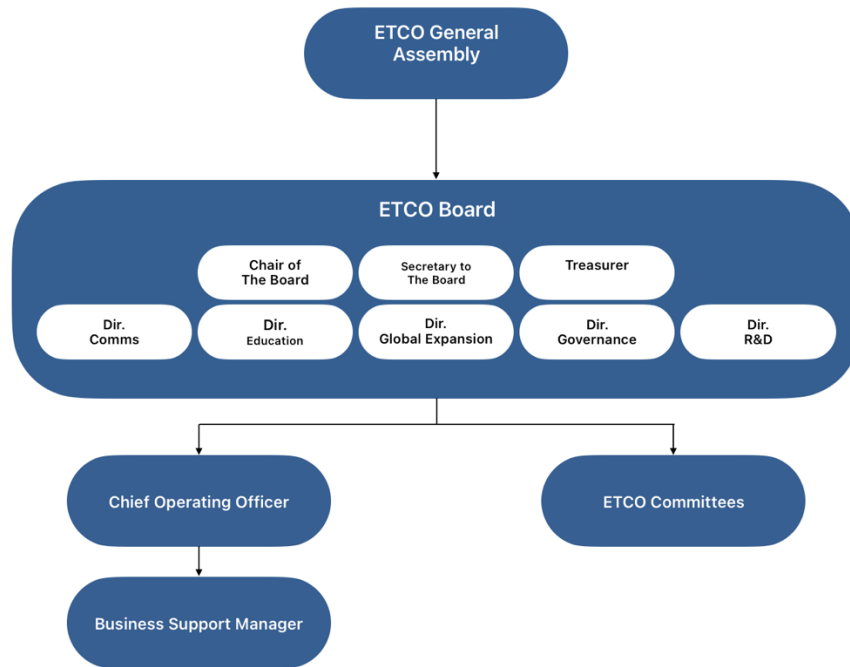 ETCO General
Assembly
ETCO Board
Chair of
The Board
Secretary to
The Board
Treasurer
Dir.
Comms
Dir.
Education
Dir.
Global Expansion
Dir.
Governance
Dir.
R&D
Chief Operating Officer
ETCO Committees
Business Support Manager